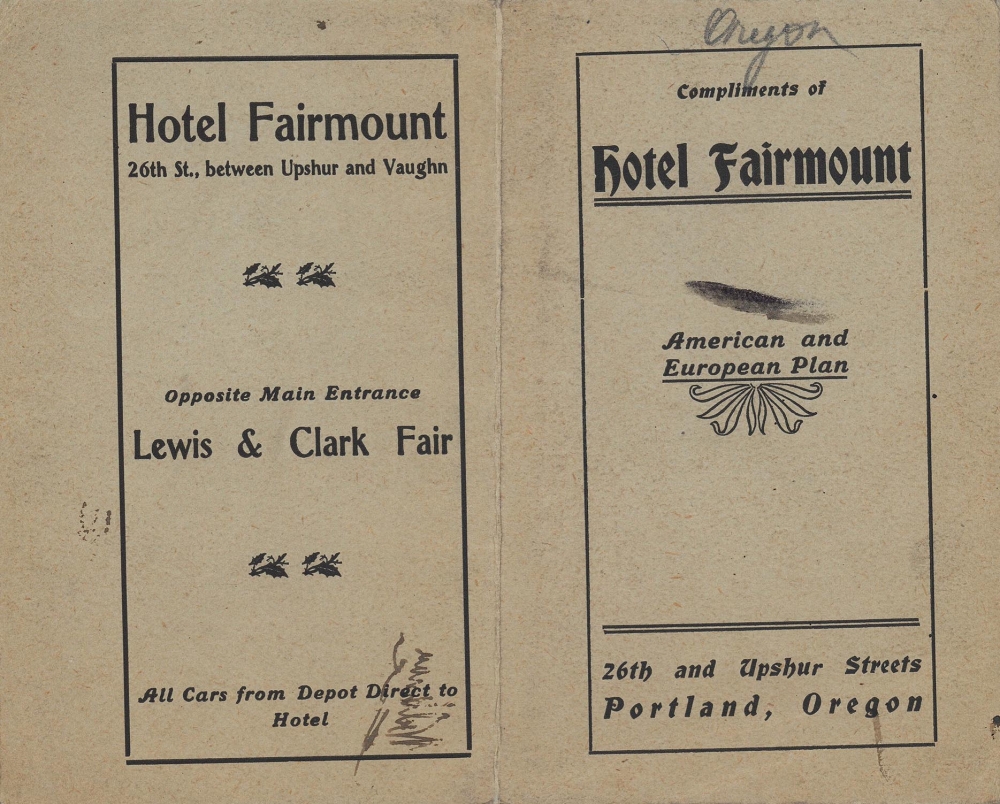 Hotel Fairmount
26th St., between Upshur and Vaughn
Opposite Main Entrance
Lewis & Clark Fair
All Cars from Depot Direct to
Hotel
Oregon
Compliments of
Hotel Fairmount
American and
European Plan
26th and Upshur Streets
Portland, Oregon